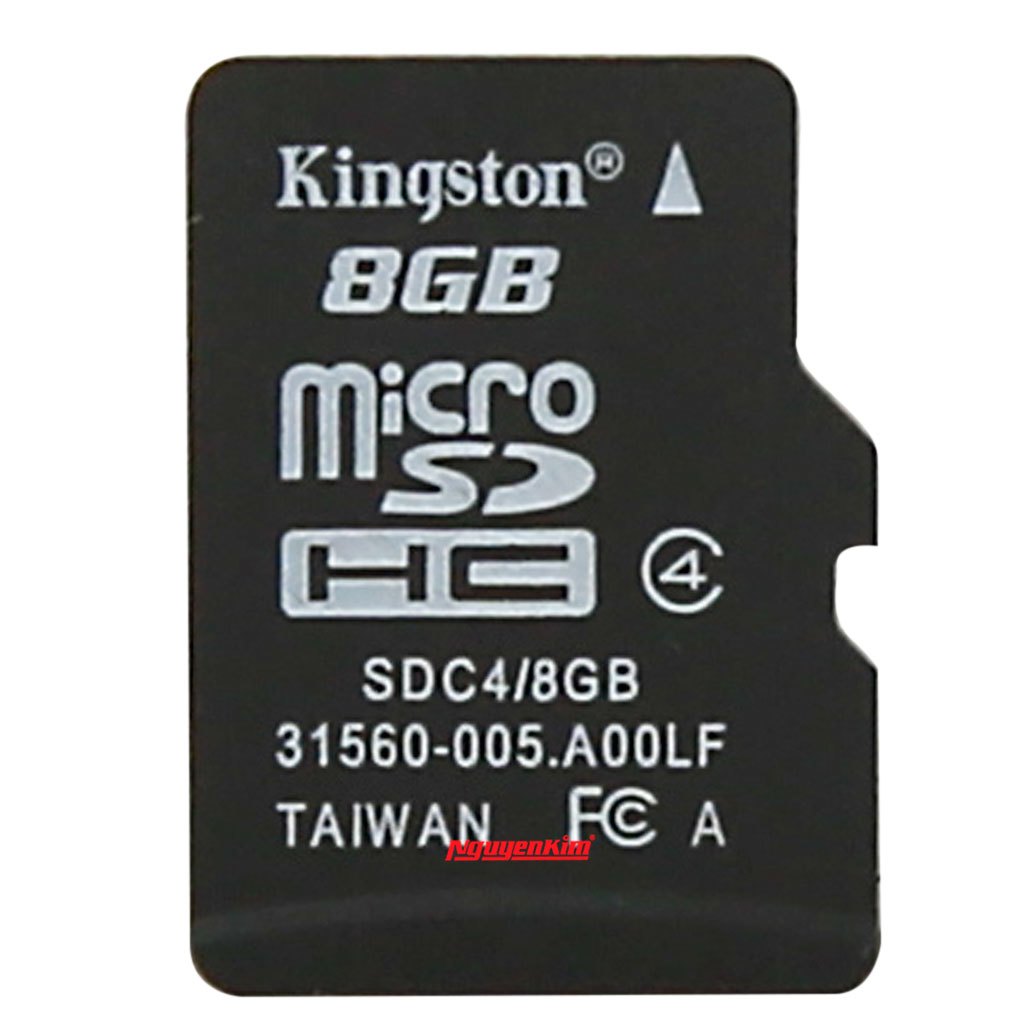 Kingston®
8GB
micro
SD
HC 4
SDC4/8GB
31560-005.A00LF
TAIWAN FC A
NguyenKim®